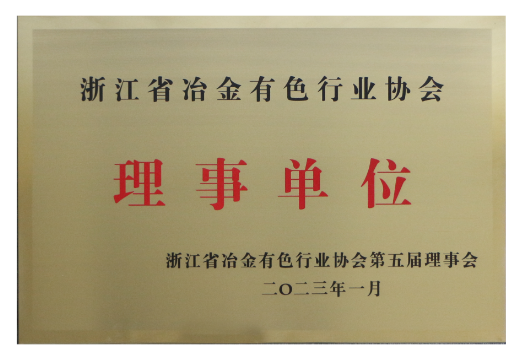 浙江省冶金有色行业协会
理事单位
浙江省冶金有色行业协会第五届理事会
二〇二三年一月